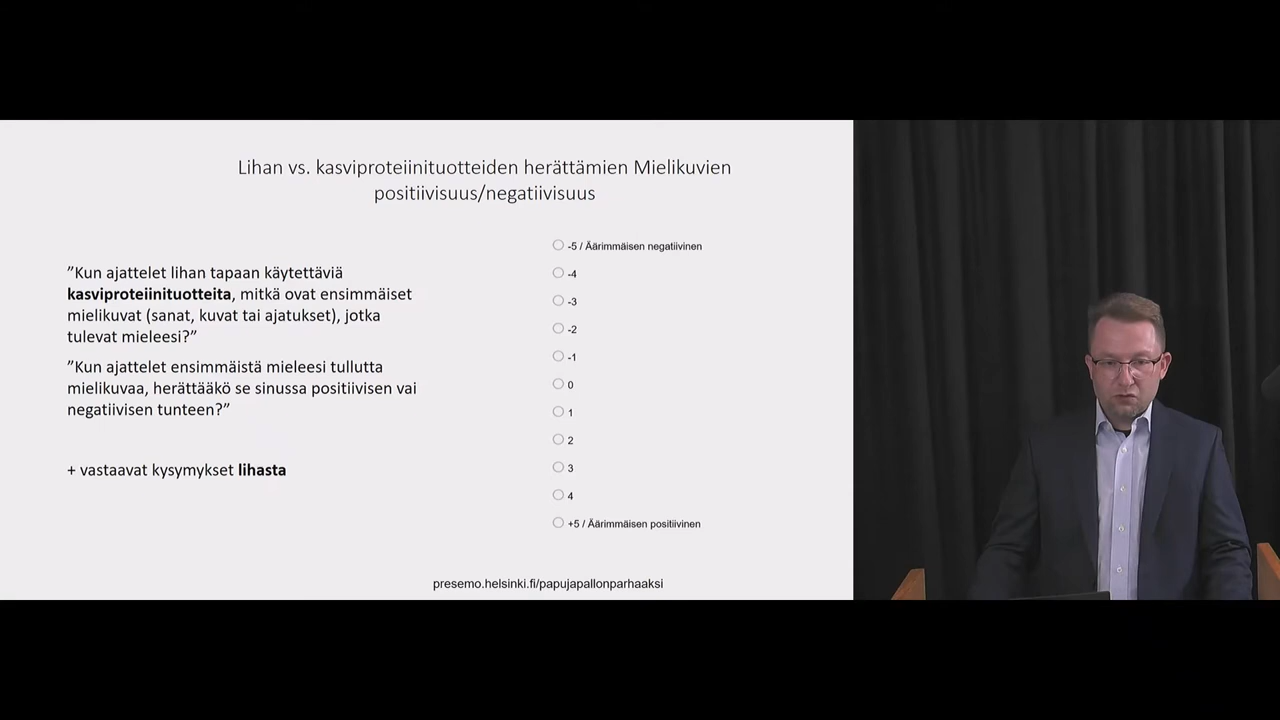 Lihan vs. kasviproteiinituotteiden herättämien Mielikuvien
positiivisuus/negatiivisuus
”Kun ajattelet lihan tapaan käytettäviä
kasviproteiinituotteita, mitkä ovat ensimmäiset
mielikuvat (sanat, kuvat tai ajatukset), jotka
tulevat mieleesi?”
”Kun ajattelet ensimmäistä mieleesi tullutta
mielikuvaa, herättääkö se sinussa positiivisen vai
negatiivisen tunteen?”
+ vastaavat kysymykset lihasta
-5 / Äärimmäisen negatiivinen
-4
-3
-2
-1
0
1
2
3
4
+5 / Äärimmäisen positiivinen
presemo.helsinki.fi/papujapallonparhaaksi